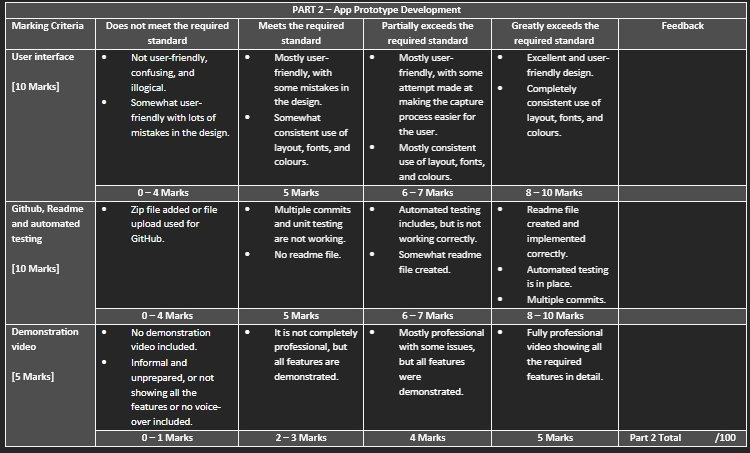 PART 2 – App Prototype Development
Marking Criteria
Does not meet the required
standard
Meets the required
standard
Partially exceeds the
required standard
Greatly exceeds the
required standard
Feedback
User interface
[10 Marks]
• Not user-friendly,
confusing, and
illogical.
• Somewhat user-
friendly with lots of
mistakes in the design.
• Mostly user-
friendly, with
some mistakes in
the design.
• Somewhat
consistent use of
layout, fonts, and
colours.
• Mostly user-
friendly, with some
attempt made at
making the capture
process easier for
the user.
• Mostly consistent
use of layout, fonts,
and colours.
• Excellent and user-
friendly design.
• Completely
consistent use of
layout, fonts, and
colours.
0 – 4 Marks
5 Marks
6 – 7 Marks
8 – 10 Marks
Github, Readme
and automated
testing
[10 Marks]
• Zip file added or file
upload used for
GitHub.
• Multiple commits
and unit testing
are not working.
• No readme file.
• Automated testing
includes, but is not
working correctly.
• Somewhat readme
file created.
• Readme file
created and
implemented
correctly.
• Automated testing
is in place.
• Multiple commits.
0 – 4 Marks
5 Marks
6 – 7 Marks
8 – 10 Marks
Demonstration
video
[5 Marks]
• No demonstration
video included.
• Informal and
unprepared, or not
showing all the
features or no voice-
over included.
• It is not completely
professional, but
all features are
demonstrated.
• Mostly professional
with some issues,
but all features
were
demonstrated.
• Fully professional
video showing all
the required
features in detail.
0 – 1 Marks
2 – 3 Marks
4 Marks
5 Marks
Part 2 Total /100